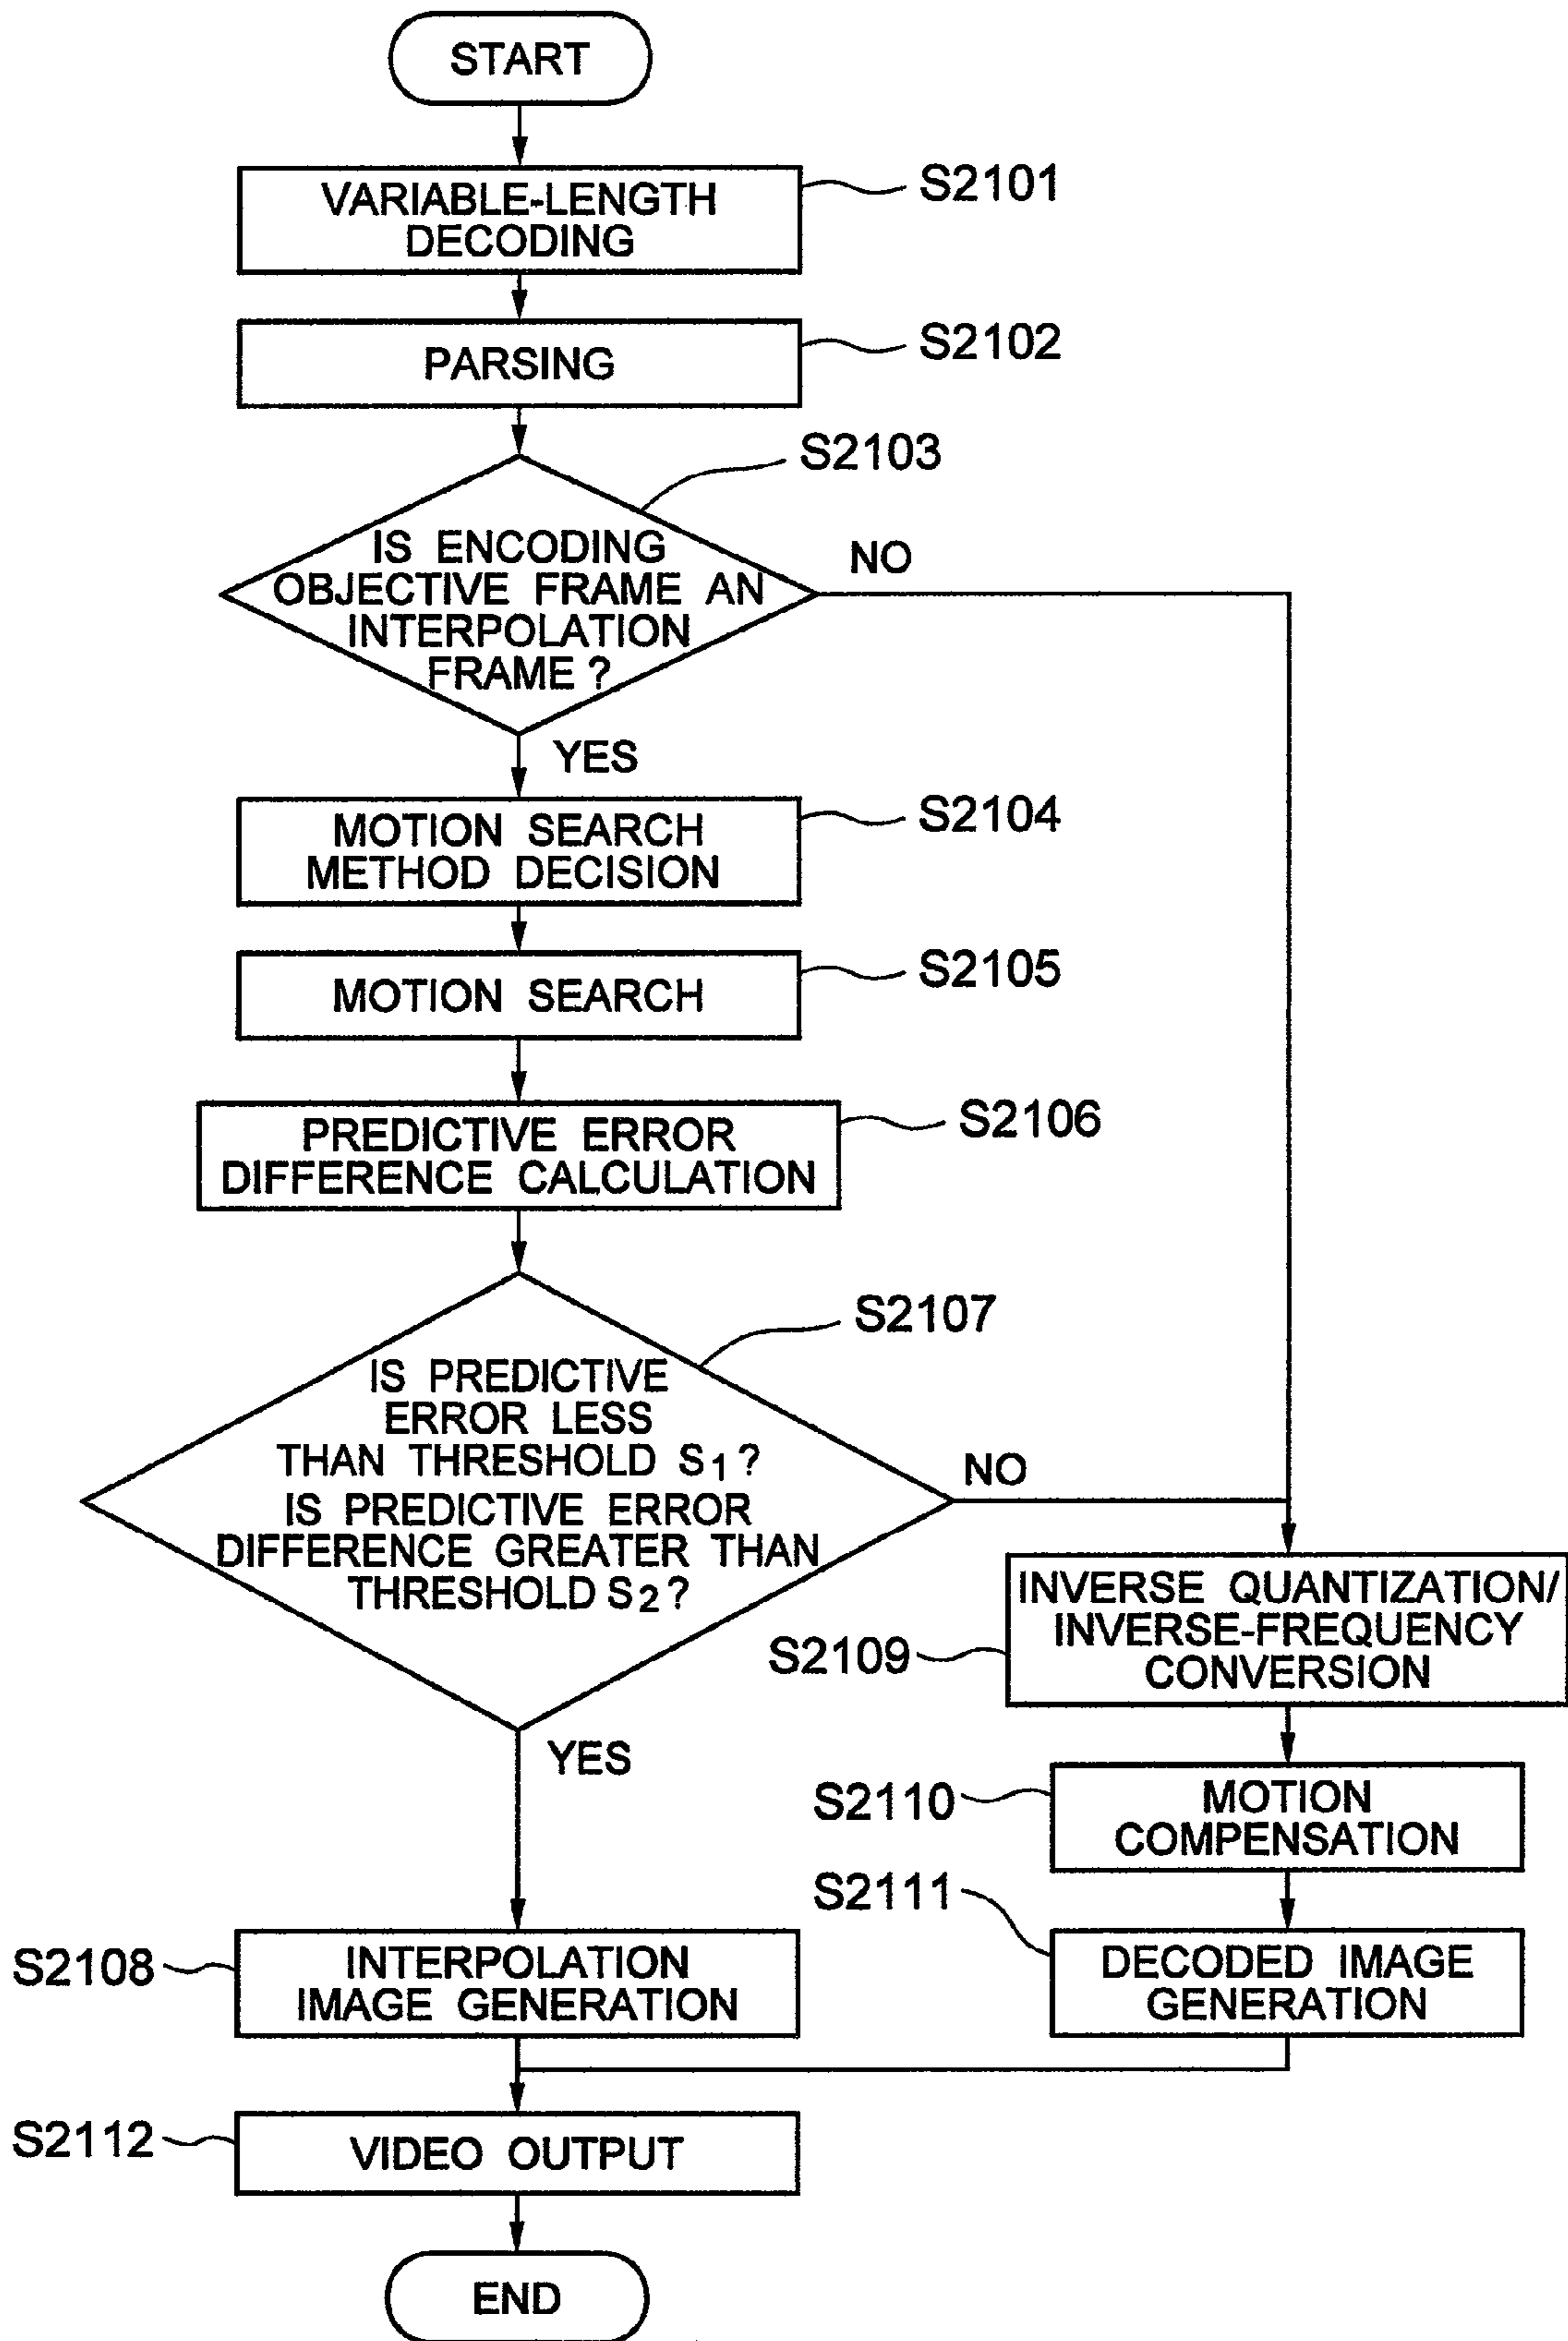 START
VARIABLE-LENGTH
DECODING
S2101
PARSING
S2102
S2103
IS ENCODING
OBJECTIVE FRAME AN
INTERPOLATION
FRAME ?
NO
YES
MOTION SEARCH
METHOD DECISION
S2104
MOTION SEARCH
S2105
PREDICTIVE ERROR
DIFFERENCE CALCULATION
S2106
S2107
IS PREDICTIVE
ERROR LESS
THAN THRESHOLD S1 ?
IS PREDICTIVE ERROR
DIFFERENCE GREATER THAN
THRESHOLD S2 ?
NO
YES
INVERSE QUANTIZATION/
INVERSE-FREQUENCY
CONVERSION
S2109
S2110
MOTION
COMPENSATION
S2111
DECODED IMAGE
GENERATION
S2108
INTERPOLATION
IMAGE GENERATION
S2112
VIDEO OUTPUT
END